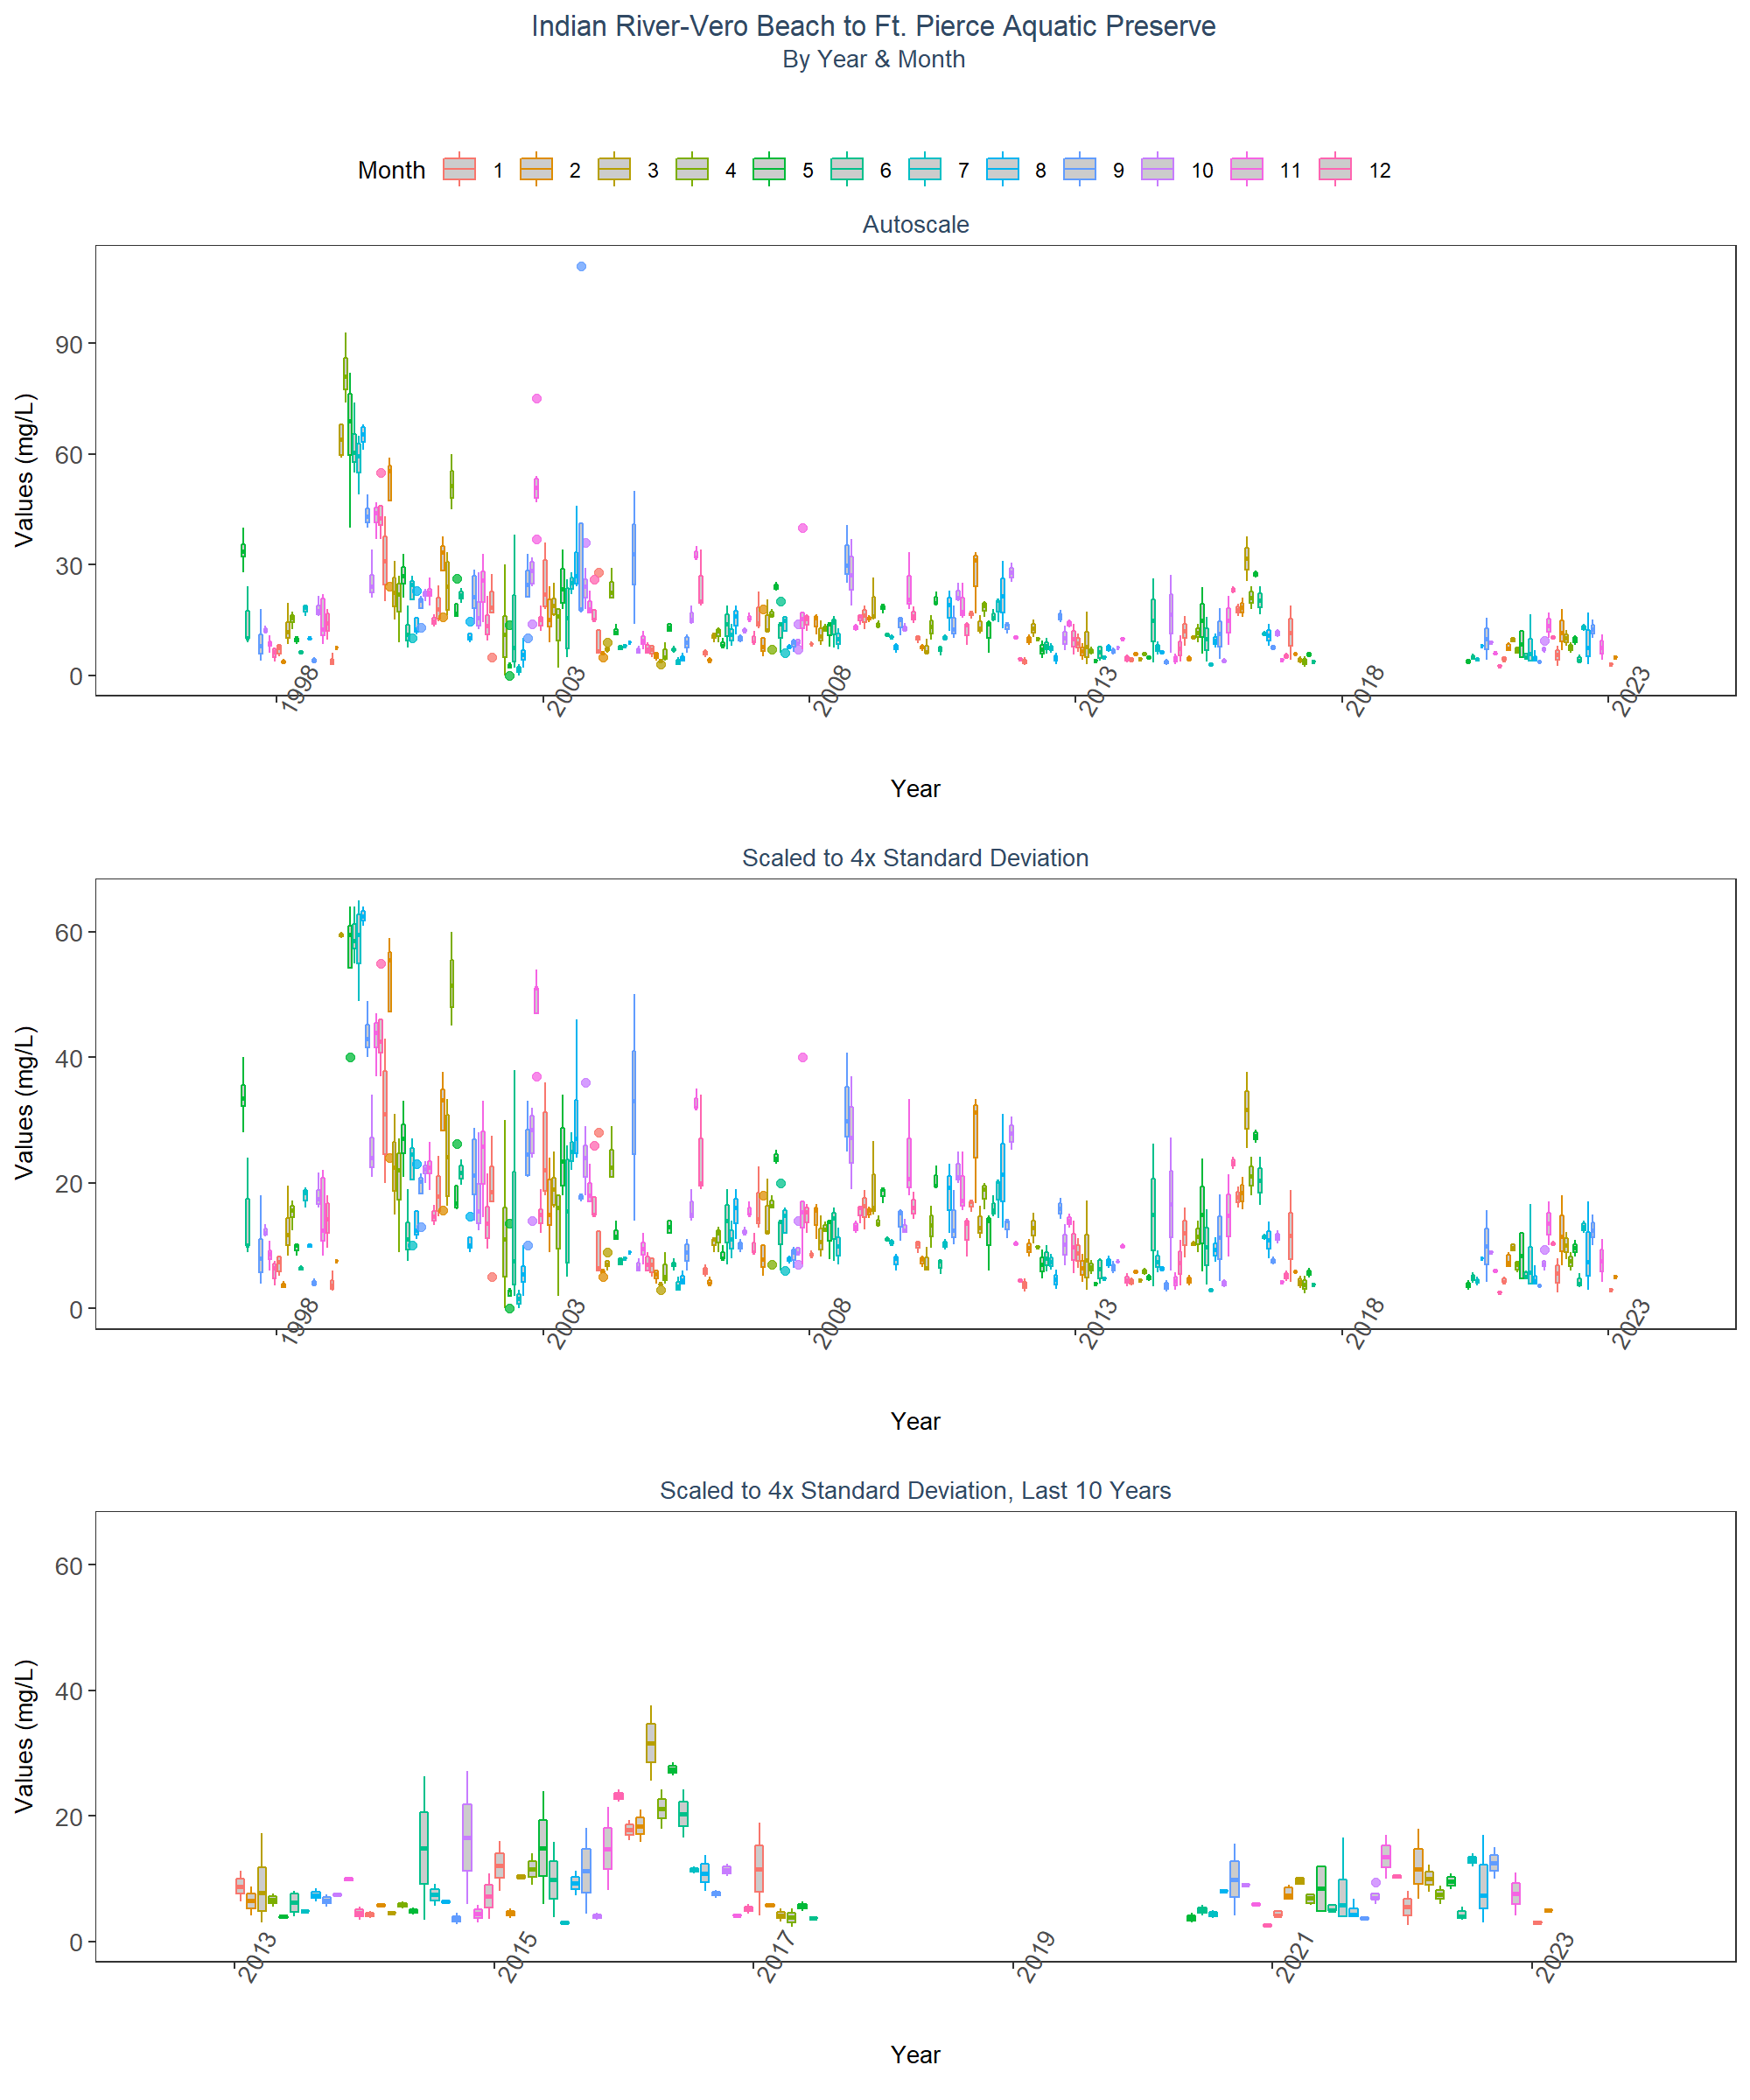 Indian River-Vero Beach to Ft. Pierce Aquatic Preserve
By Year & Month
Month 1 2 3 4 5 6 7 8 9 10 11 12
Autoscale
Values (mg/L)
90
60
30
0
1998 2003 2008 2013 2018 2023
Year
Scaled to 4x Standard Deviation
Values (mg/L)
60
40
20
0
1998 2003 2008 2013 2018 2023
Year
Scaled to 4x Standard Deviation, Last 10 Years
Values (mg/L)
60
40
20
0
2013 2015 2017 2019 2021 2023
Year